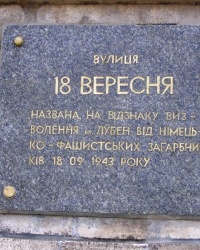 ВУЛИЦЯ
18 ВЕРЕСНЯ
НАЗВАНА НА ВІДЗНАКУ ВИЗ-
ВОЛЕННЯ м. ЛУБЕН ВІД НІМЕЦЬ-
КО-ФАШИСТСЬКИХ ЗАГАРБНИ
КІВ 18 09 1943 РОКУ